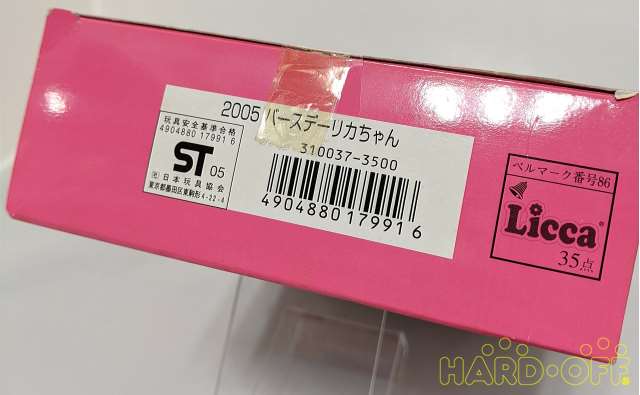 2005 バースデーリカちゃん
310037-3500
4904880179916
玩具安全基準合格
4904880 17991 6
ST 05
日本玩具協会
東京都墨田区東駒形4-22-4
ベルマーク番号86
Licca
35点
HARD・OFF